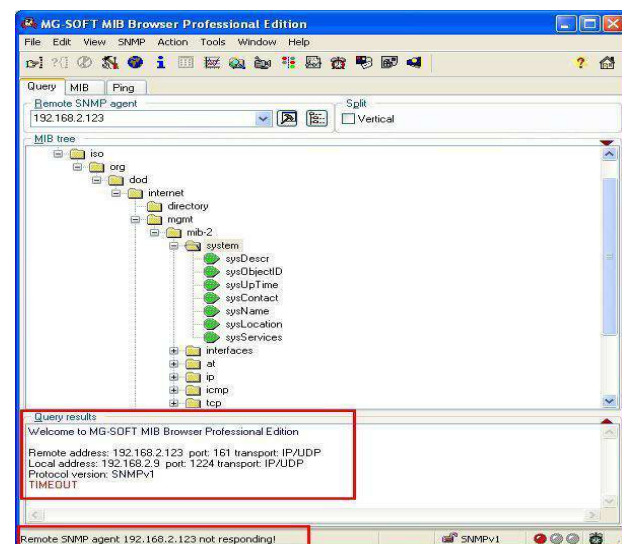 MG-SOFT MIB Browser Professional Edition
File Edit View SNMP Action Tools Window Help
Query MIB Ping
Remote SNMP agent
Split
192.168.2.123
Vertical
MIB tree
iso
org
dod
internet
directory
mgmt
mib-2
system
sysDescr
sysObjectID
sysUpTime
sysContact
sysName
sysLocation
sysServices
interfaces
at
ip
icmp
tcp
Query results
Welcome to MG-SOFT MIB Browser Professional Edition
Remote address: 192.168.2.123 port: 161 transport: IP/UDP
Local address: 192.168.2.9 port: 1224 transport: IP/UDP
Protocol version: SNMPv1
TIMEOUT
Remote SNMP agent 192.168.2.123 not responding!
SNMPv1